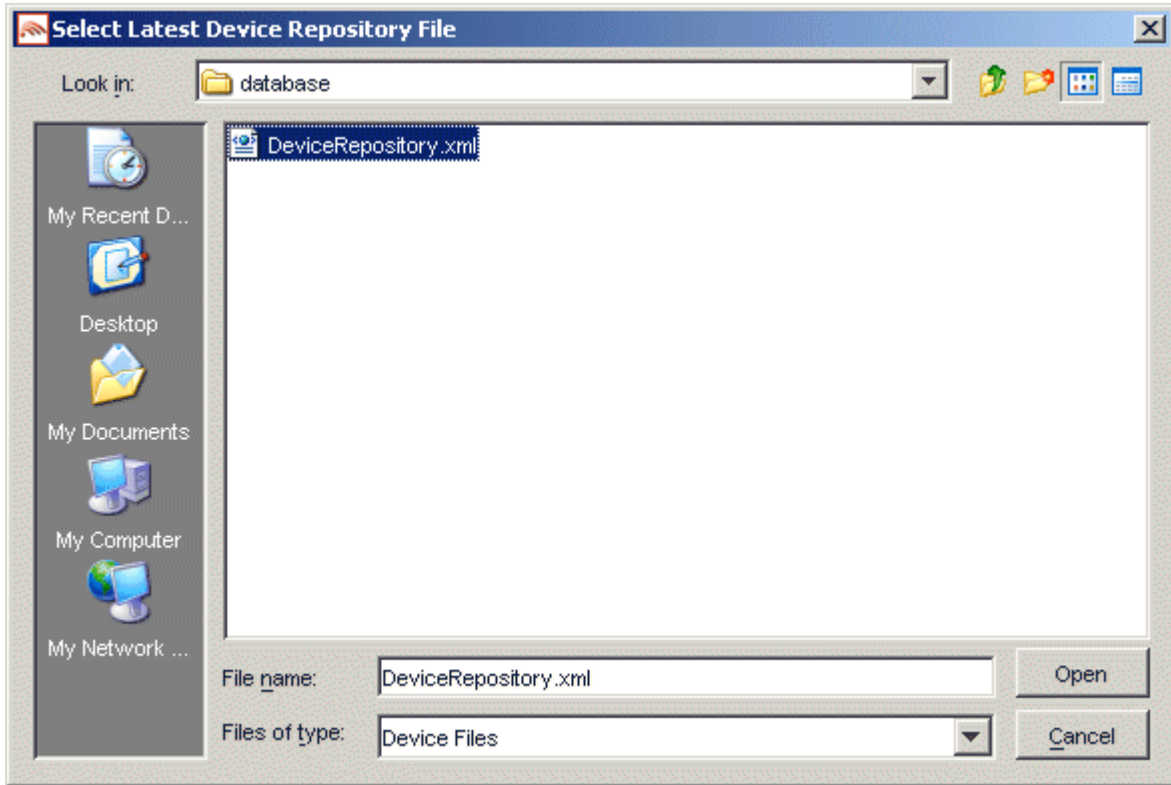 Select Latest Device Repository File
Look in:
database
DeviceRepository.xml
My Recent D...
Desktop
My Documents
My Computer
My Network ...
File name:
DeviceRepository.xml
Open
Files of type:
Device Files
Cancel